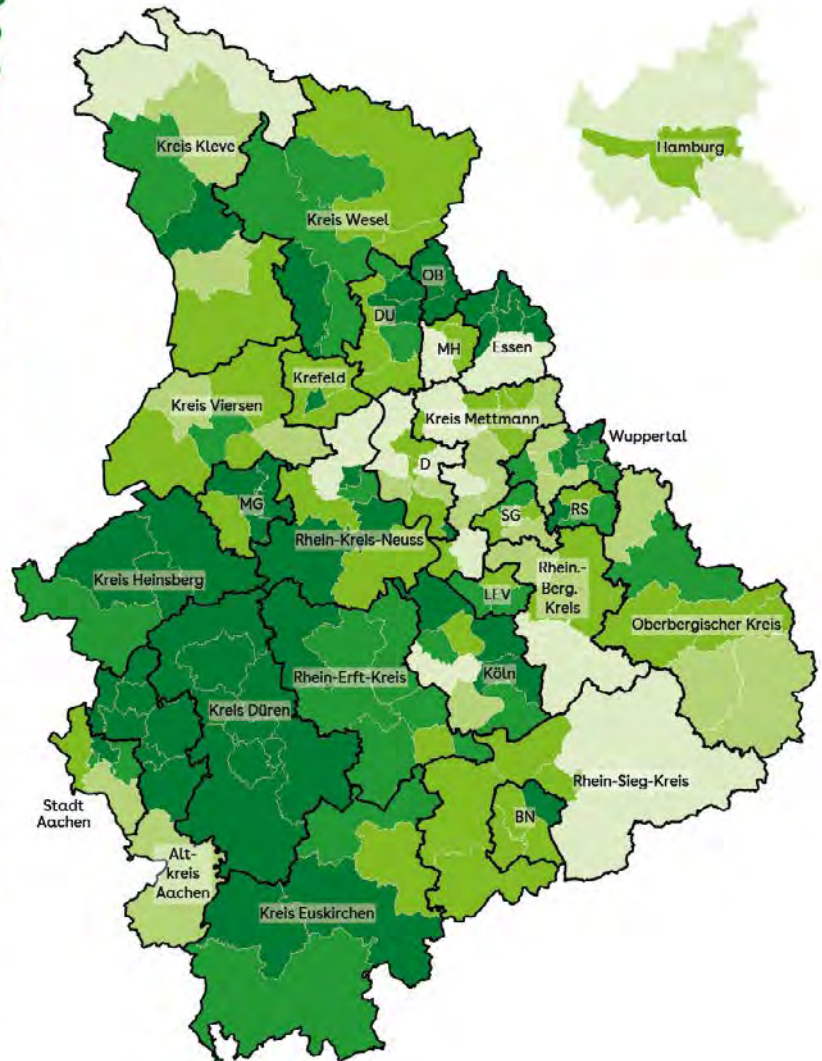 Kreis Kleve
Hamburg
Kreis Wesel
OB
DU
MH
Essen
Krefeld
Kreis Viersen
Kreis Mettmann
Wuppertal
D
MG
SG
RS
Rhein-Kreis-Neuss
Kreis Heinsberg
LEV
Rhein.-
Berg.
Kreis
Oberbergischer Kreis
Rhein-Erft-Kreis
Köln
Kreis Düren
Rhein-Sieg-Kreis
Stadt
Aachen
BN
Alt-
kreis
Aachen
Kreis Euskirchen